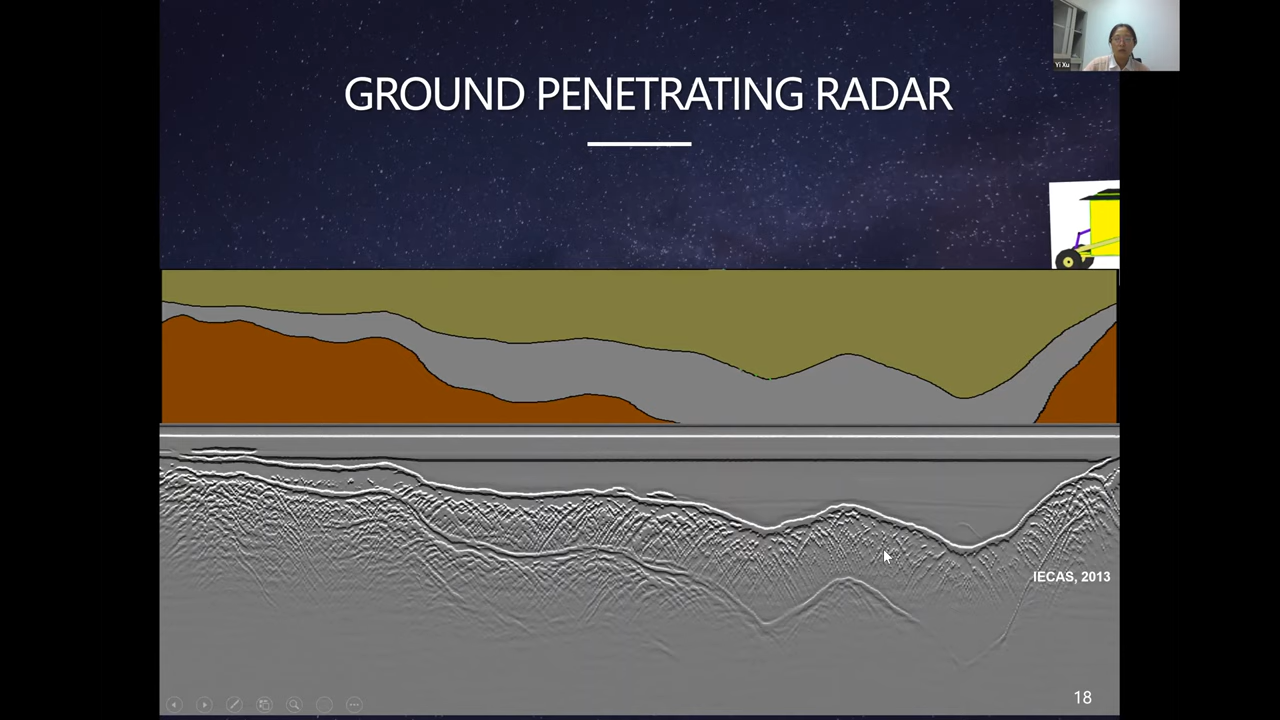 Yi Xu
GROUND PENETRATING RADAR
IECAS, 2013
18